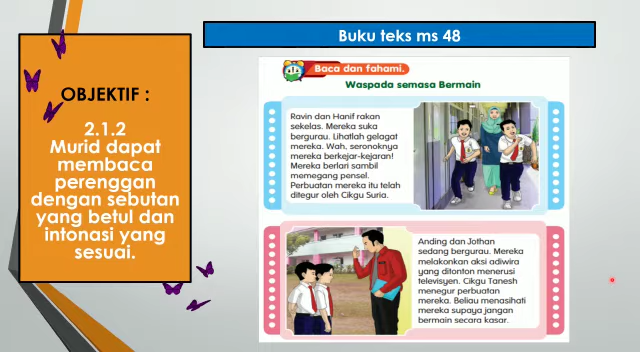 Buku teks ms 48
OBJEKTIF :
2.1.2
Murid dapat
membaca
perenggan
dengan sebutan
yang betul dan
intonasi yang
sesuai.
Baca dan fahami.
Waspada semasa Bermain
Ravin dan Hanif rakan
sekelas. Mereka suka
bergurau. Lihatlah gelagat
mereka. Wah, seronoknya
mereka berkejar-kejaran!
Mereka berlari sambil
memegang pensel.
Perbuatan mereka itu telah
ditegur oleh Cikgu Suria.
Anding dan Jothan
sedang bergurau. Mereka
melakonkan aksi adiwira
yang ditonton menerusi
televisyen. Cikgu Tanesh
menegur perbuatan
mereka. Beliau menasihati
mereka supaya jangan
bermain secara kasar.